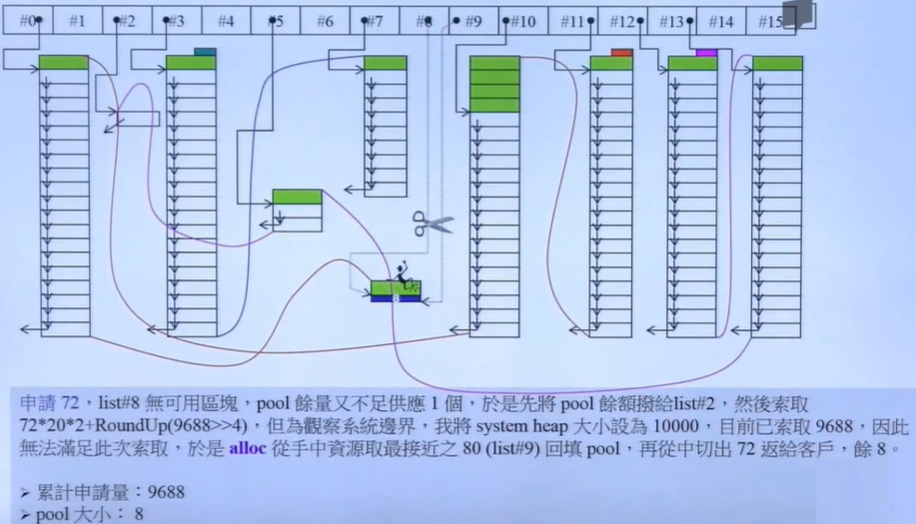 #0 #1 #2 #3 #4 #5 #6 #7 #8 #9 #10 #11 #12 #13 #14 #15
8
申請 72，list#8 無可用區塊，pool 餘量又不足供應 1 個，於是先將 pool 餘額撥給list#2，然後索取
72*20*2+RoundUp(9688>>4)，但為觀察系統邊界，我將 system heap 大小設為 10000，目前已索取 9688，因此
無法滿足此次索取，於是 alloc 從手中資源取最接近之 80 (list#9) 回填 pool，再從中切出 72 返給客戶，餘 8。
➢ 累計申請量：9688
➢ pool 大小： 8